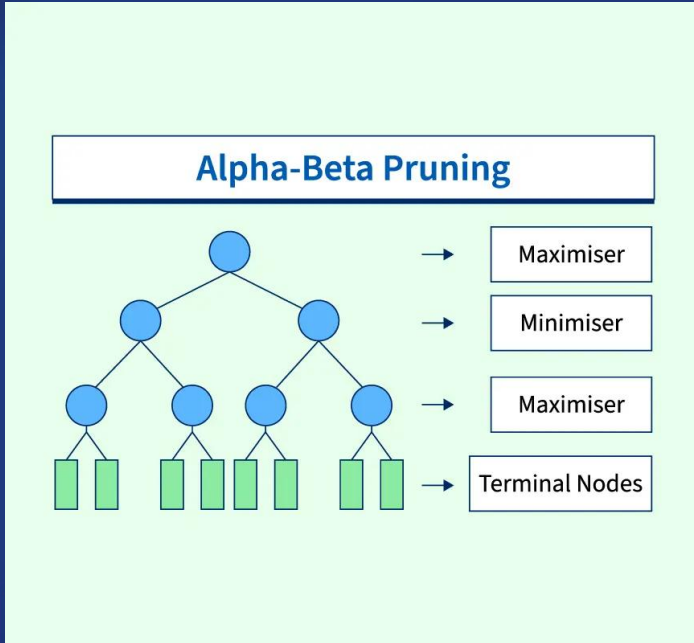 Alpha-Beta Pruning
Maximiser
Minimiser
Maximiser
Terminal Nodes